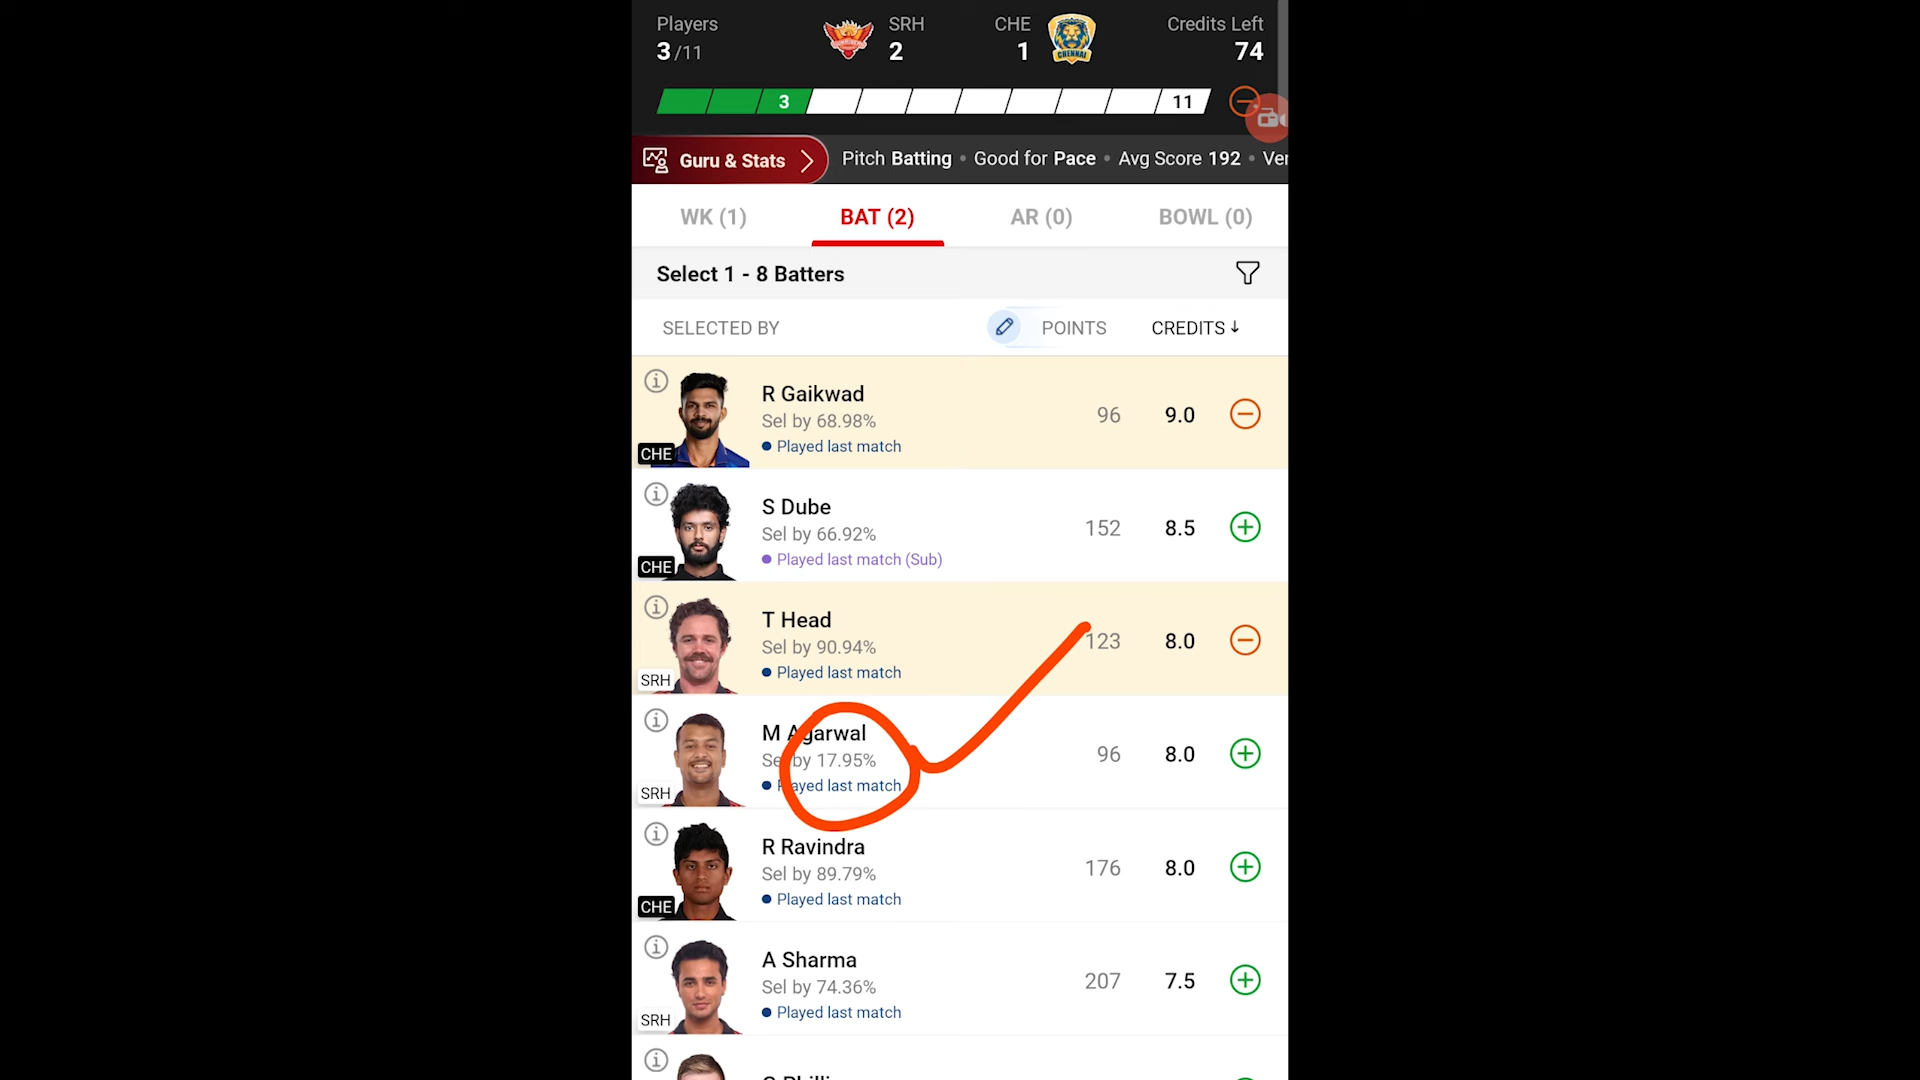 Players
3/11
SRH
2
CHE
1
CHENNAI
Credits Left
74
3
11
Guru & Stats
Pitch Batting • Good for Pace • Avg Score 192 •
WK (1)
BAT (2)
AR (0)
BOWL (0)
Select 1 - 8 Batters
SELECTED BY
POINTS
CREDITS↓
R Gaikwad
Sel by 68.98%
Played last match
CHE
96
9.0
S Dube
Sel by 66.92%
Played last match (Sub)
CHE
152
8.5
T Head
Sel by 90.94%
Played last match
SRH
123
8.0
M Agarwal
Sel by 17.95%
Played last match
SRH
96
8.0
R Ravindra
Sel by 89.79%
Played last match
CHE
176
8.0
A Sharma
Sel by 74.36%
Played last match
SRH
207
7.5